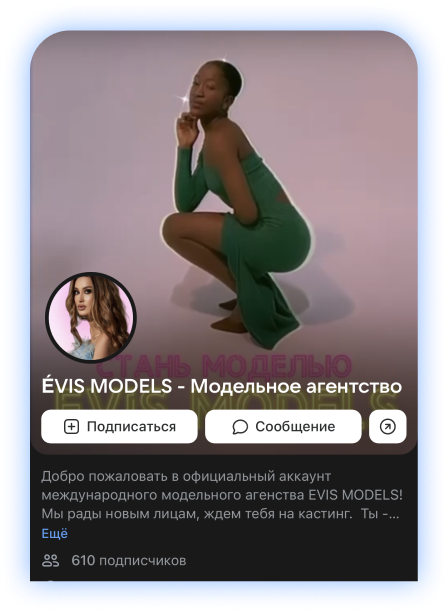 СТАНЬ МОДЕЛЬЮ
EVIS MODELS
ÉVIS MODELS - Модельное агентство
Подписаться
Сообщение
Добро пожаловать в официальный аккаунт
международного модельного агенства EVIS MODELS!
Мы рады новым лицам, ждем тебя на кастинг. Ты -...
Ещё
610 подписчиков